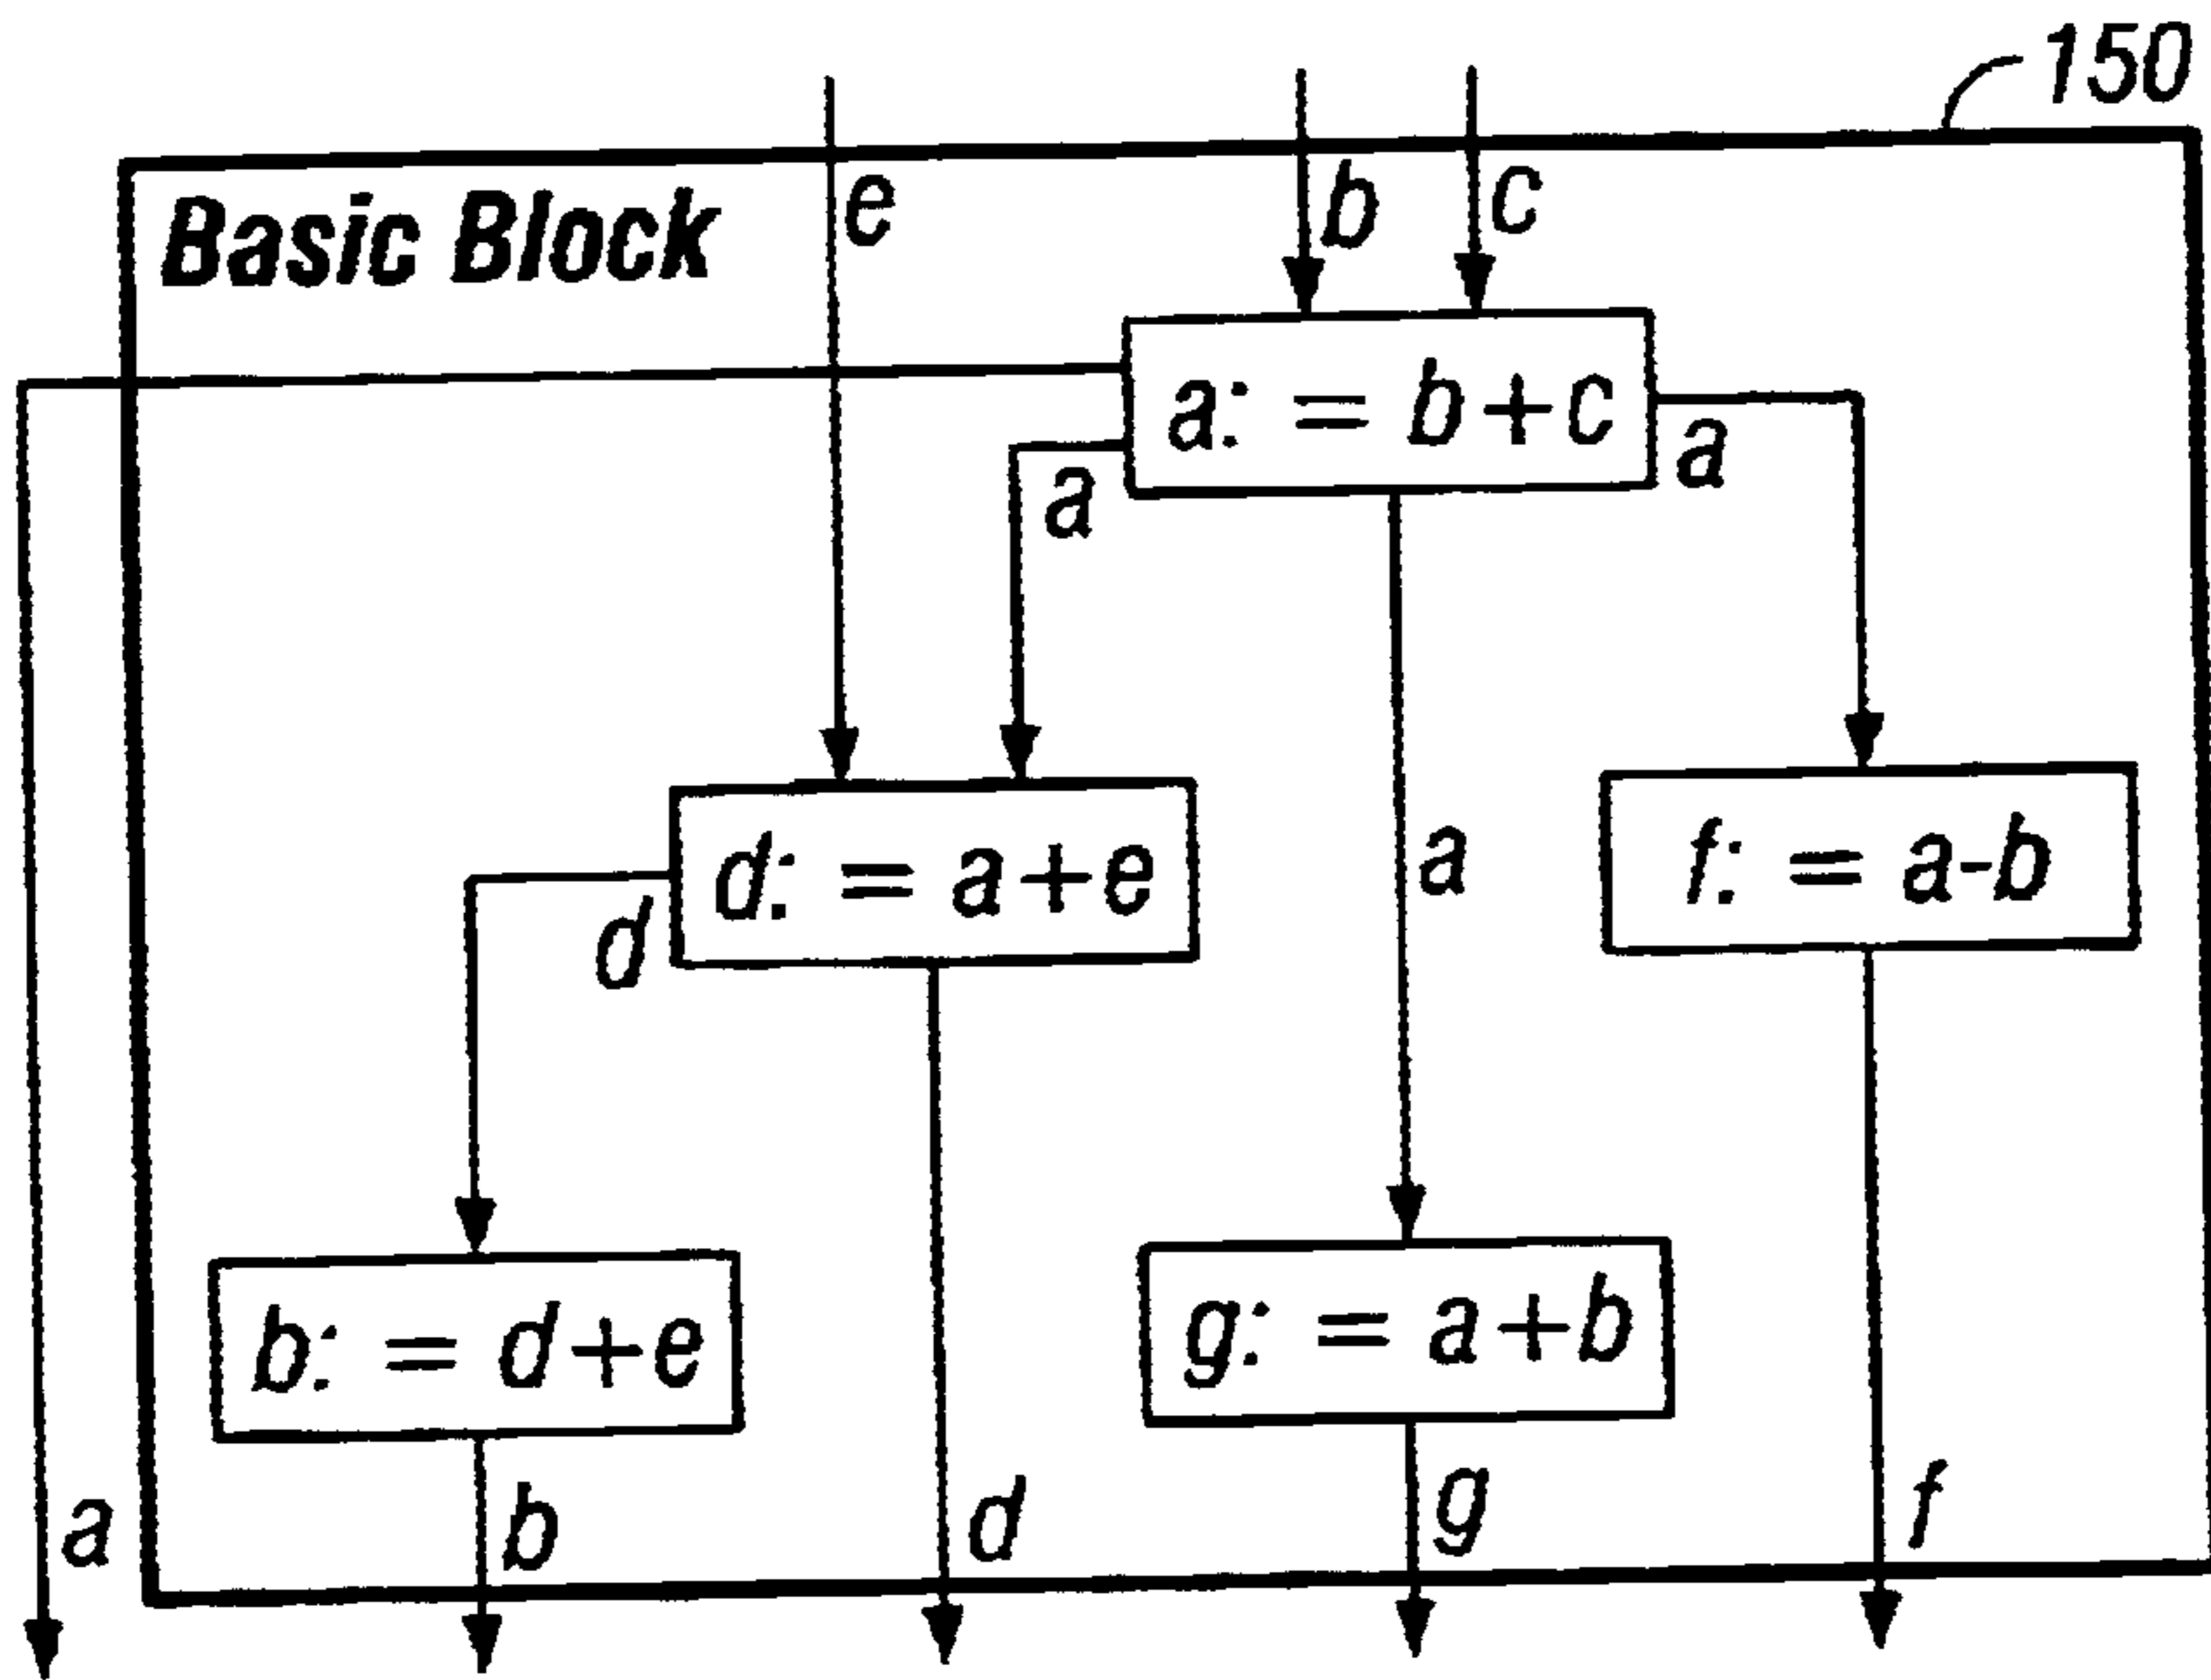 150
e
b
c
Basic Block
a: = b+c
a
a
d: = a+e
a
f: = a-b
d
b: = d+e
g: = a+b
a
b
d
g
f